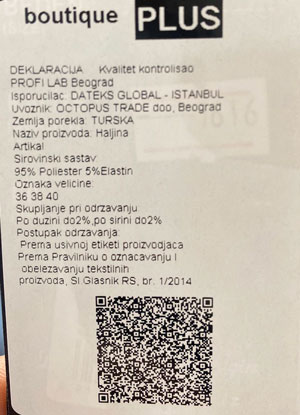 boutique PLUS
DEKLARACIJA Kvalitet kontrolisao
PROFI LAB Beograd
Isporucilac: DATEKS GLOBAL - ISTANBUL
Uvoznik: OCTOPUS TRADE doo, Beograd
Zemlja porekla: TURSKA
Naziv proizvoda: Haljina
Artikal
Sirovinski sastav
95% Poliester 5%Elastin
Oznaka velicine:
36 38 40
Skupljanje pri odrzavanju
Po duzini do2%,po sirini do2%
Postupak odrzavanja:
Prema usivnoj etiketi proizvodjaca
Prema Pravilniku o oznacavanju I
obelezavanju tekstilnih
proizvoda, Sl Glasnik RS, br. 1/2014